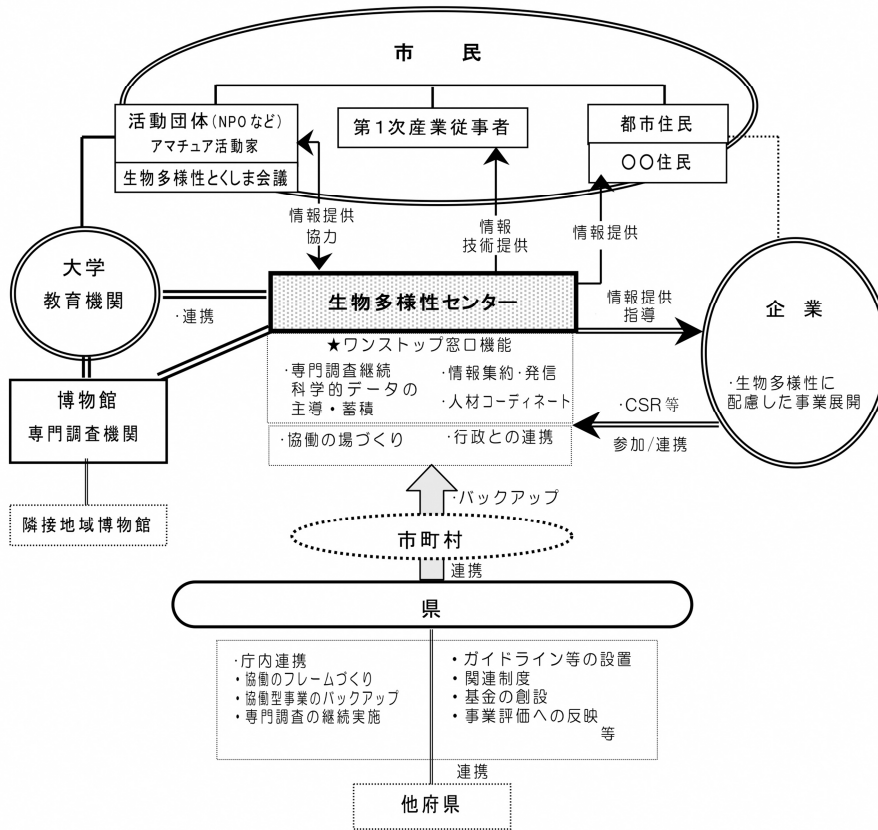 市　民
活動団体(NPOなど)
アマチュア活動家
生物多様性とくしま会議
第1次産業従事者
都市住民
〇〇住民
情報提供
協力
情報
技術提供
情報提供
大学
教育機関
・連携
生物多様性センター
情報提供
指導
企　業
・生物多様性に
配慮した事業展開
★ワンストップ窓口機能
・専門調査継続
科学的データの
主導・蓄積
・情報集約・発信
・人材コーディネート
・協働の場づくり
・行政との連携
・CSR等
参加/連携
博物館
専門調査機関
隣接地域博物館
・バックアップ
市町村
連携
県
・庁内連携
・協働のフレームづくり
・協働型事業のバックアップ
・専門調査の継続実施
・ガイドライン等の設置
・関連制度
・基金の創設
・事業評価への反映
等
連携
他府県